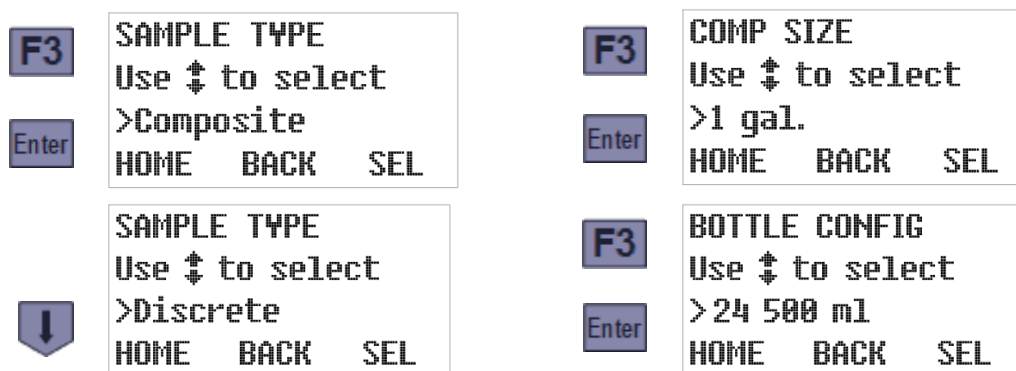 F3
Enter
SAMPLE TYPE
Use ↕ to select
>Composite
HOME BACK SEL
F3
Enter
COMP SIZE
Use ↕ to select
>1 gal.
HOME BACK SEL
SAMPLE TYPE
Use ↕ to select
>Discrete
HOME BACK SEL
F3
Enter
BOTTLE CONFIG
Use ↕ to select
>24 500 ml
HOME BACK SEL